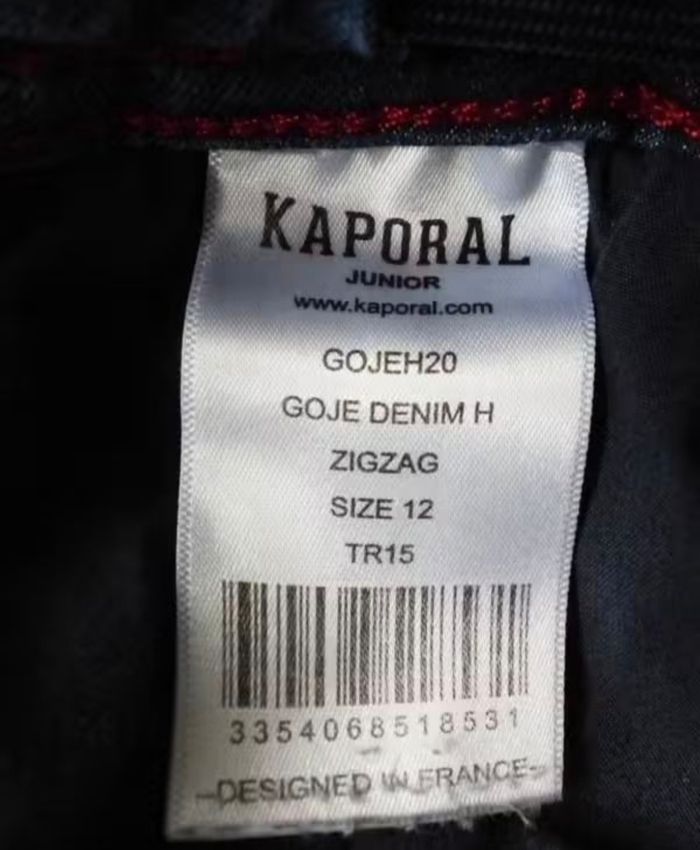 KAPORAL
JUNIOR
www.kaporal.com
GOJEH20
GOJE DENIM H
ZIGZAG
SIZE 12
TR15
3354068518531
-DESIGNED IN FRANCE-